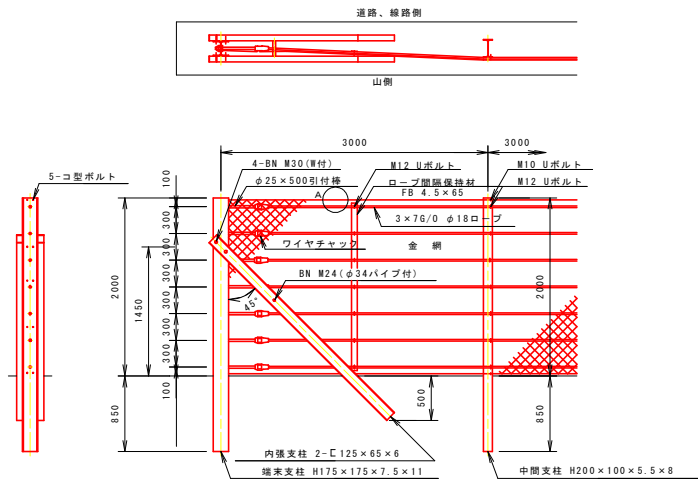 道路、線路側
山側
3000
3000
4-BN M30(W付)
M12 Uボルト
M10 Uボルト
5-コ型ボルト
φ25×500引付棒
ロープ間隔保持材
M12 Uボルト
FB 4.5×65
A
3×7G/0 φ18ロープ
ワイヤチャック
金 網
BN M24(φ34パイプ付)
45°
100
300
300
300
300
300
300
100
2000
1450
850
2000
850
500
内張支柱 2-[125×65×6
端末支柱 H175×175×7.5×11
中間支柱 H200×100×5.5×8